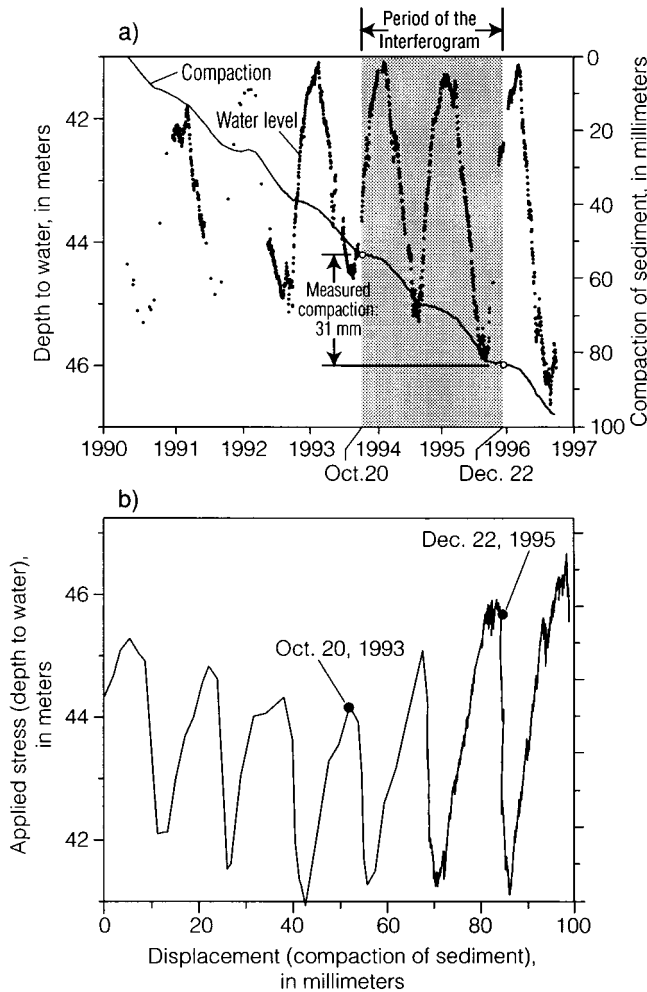 a)
Period of the
Interferogram
Compaction
Water level
Measured
compaction:
31 mm
Depth to water, in meters
42
44
46
Compaction of sediment, in millimeters
0
20
40
60
80
100
1990 1991 1992 1993 1994 1995 1996 1997
Oct.20 Dec. 22
b)
Dec. 22, 1995
Oct. 20, 1993
Applied stress (depth to water),
in meters
46
44
42
0 20 40 60 80 100
Displacement (compaction of sediment),
in millimeters